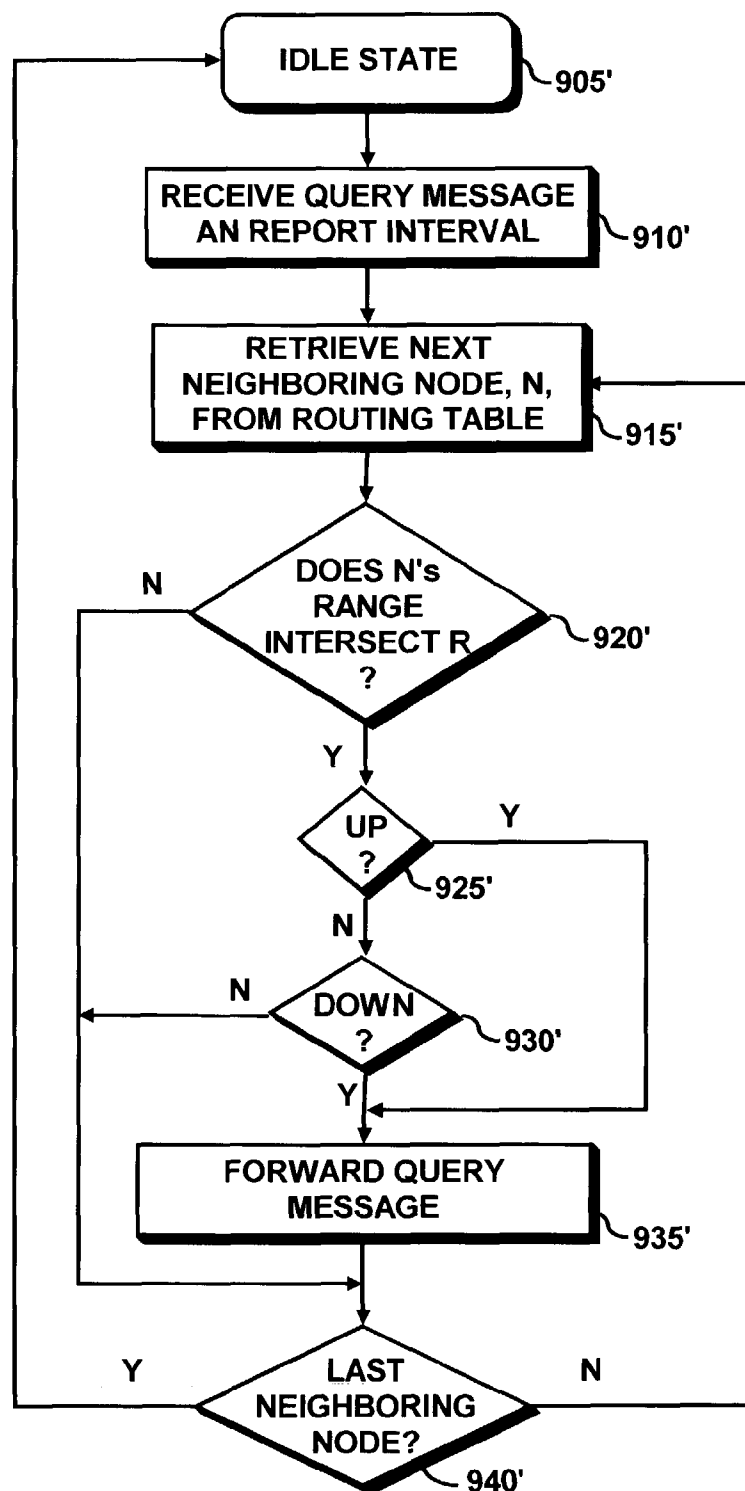 IDLE STATE
905'
RECEIVE QUERY MESSAGE
AN REPORT INTERVAL
910'
RETRIEVE NEXT
NEIGHBORING NODE, N,
FROM ROUTING TABLE
915'
DOES N's
RANGE
INTERSECT R
?
920'
N
Y
UP
?
925'
Y
N
DOWN
?
930'
N
Y
FORWARD QUERY
MESSAGE
935'
LAST
NEIGHBORING
NODE?
940'
Y
N